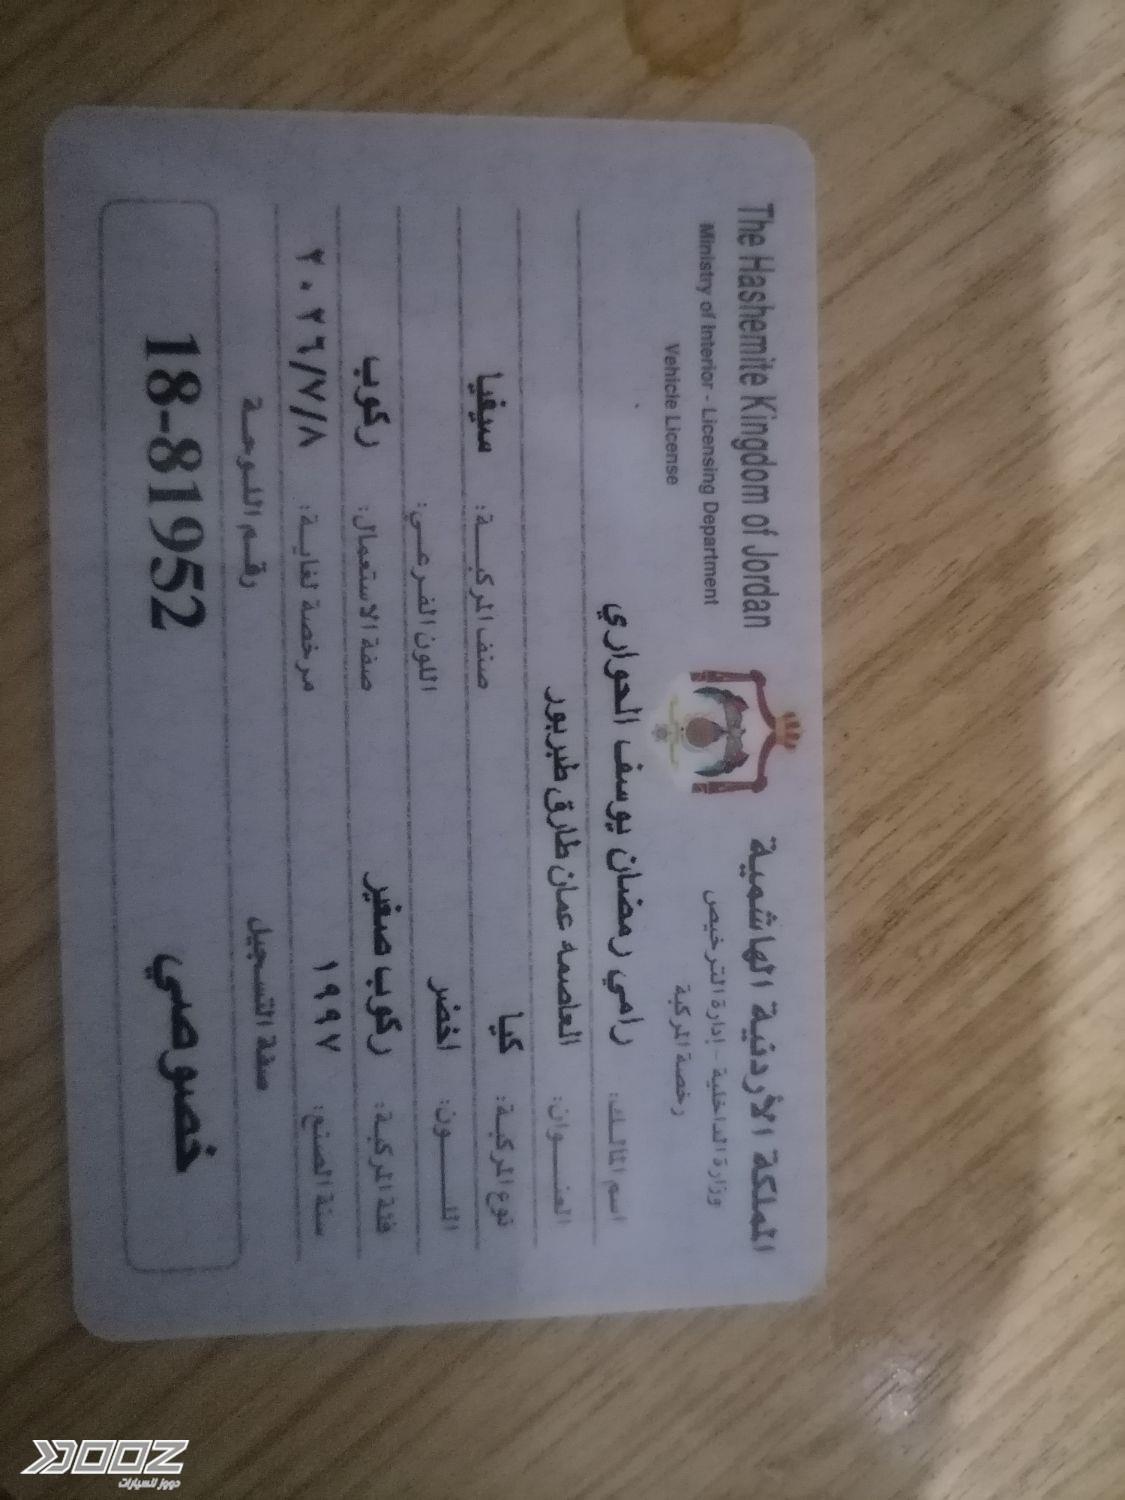 The Hashemite Kingdom of Jordan
Ministry of Interior - Licensing Department
Vehicle License
المملكة الأردنية الهاشمية
وزارة الداخلية - إدارة الترخيص
رخصة المركبة
اسم المالك: رامي رمضان يوسف الحواري
العنوان: العاصمه عمان طارق طبربور
نوع المركبة: كيا صنف المركبة: سيفيا
اللون: اخضر اللون الفرعي:
فئة المركبة: ركوب صغير صفة الاستعمال: ركوب
سنة الصنع: ١٩٩٧ مرخصة لغاية: ٢٠٢٦/٧/٨
صفة التسجيل رقم اللوحة
خصوصي 18-81952
DOOZ
دووز للسيارات